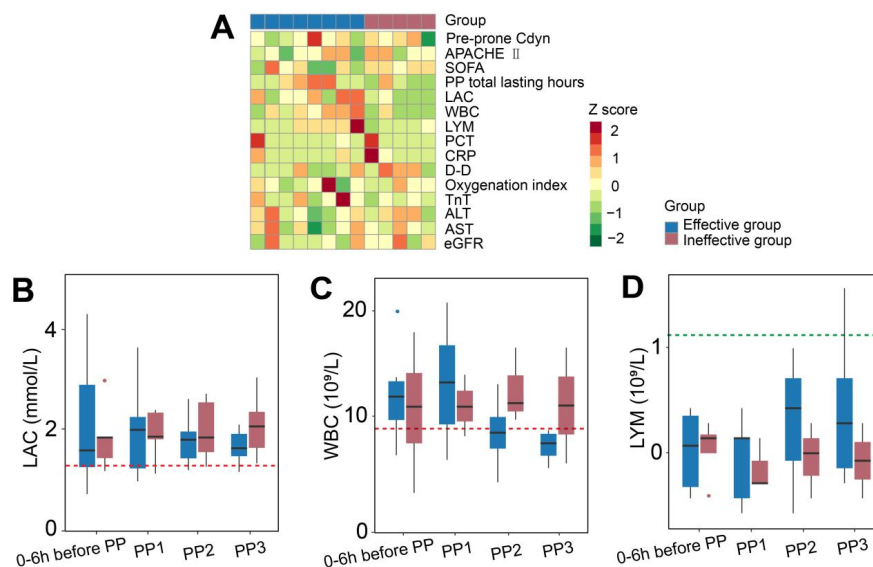 A
Group
Pre-prone Cdyn
APACHE Ⅱ
SOFA
PP total lasting hours
LAC
WBC
LYM
PCT
CRP
D-D
Oxygenation index
TnT
ALT
AST
eGFR
Z score
2
1
0
−1
−2
Group
Effective group
Ineffective group
B
LAC (mmol/L)
4
2
0
0-6h before PP
PP1
PP2
PP3
C
WBC (10⁹/L)
20
10
0
0-6h before PP
PP1
PP2
PP3
D
LYM (10⁹/L)
1
0
0-6h before PP
PP1
PP2
PP3